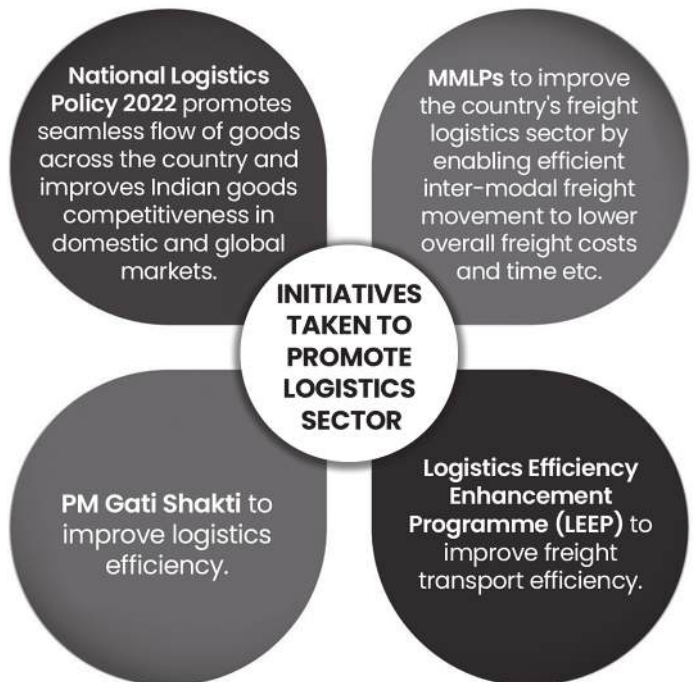 National Logistics
Policy 2022 promotes
seamless flow of goods
across the country and
improves Indian goods
competitiveness in
domestic and global
markets.
MMLPs to improve
the country's freight
logistics sector by
enabling efficient
inter-modal freight
movement to lower
overall freight costs
and time etc.
INITIATIVES
TAKEN TO
PROMOTE
LOGISTICS
SECTOR
PM Gati Shakti to
improve logistics
efficiency.
Logistics Efficiency
Enhancement
Programme (LEEP) to
improve freight
transport efficiency.